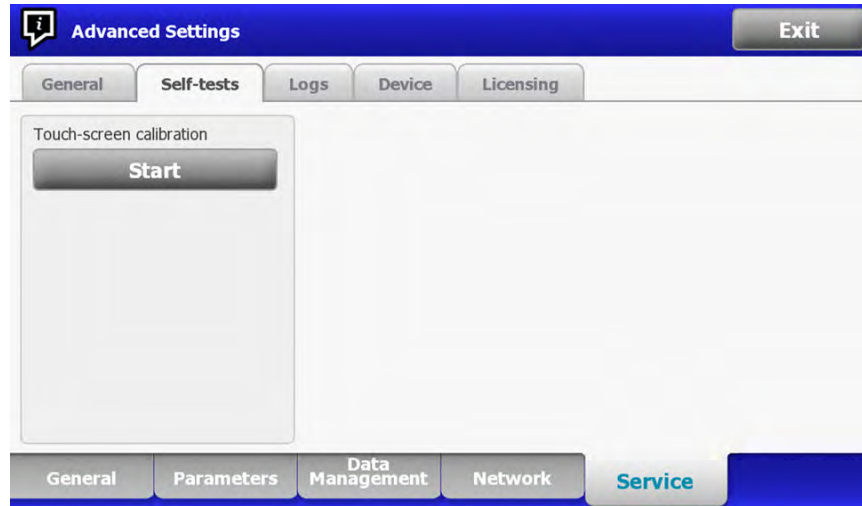 Advanced Settings
Exit
General
Self-tests
Logs
Device
Licensing
Touch-screen calibration
Start
General
Parameters
Data
Management
Network
Service